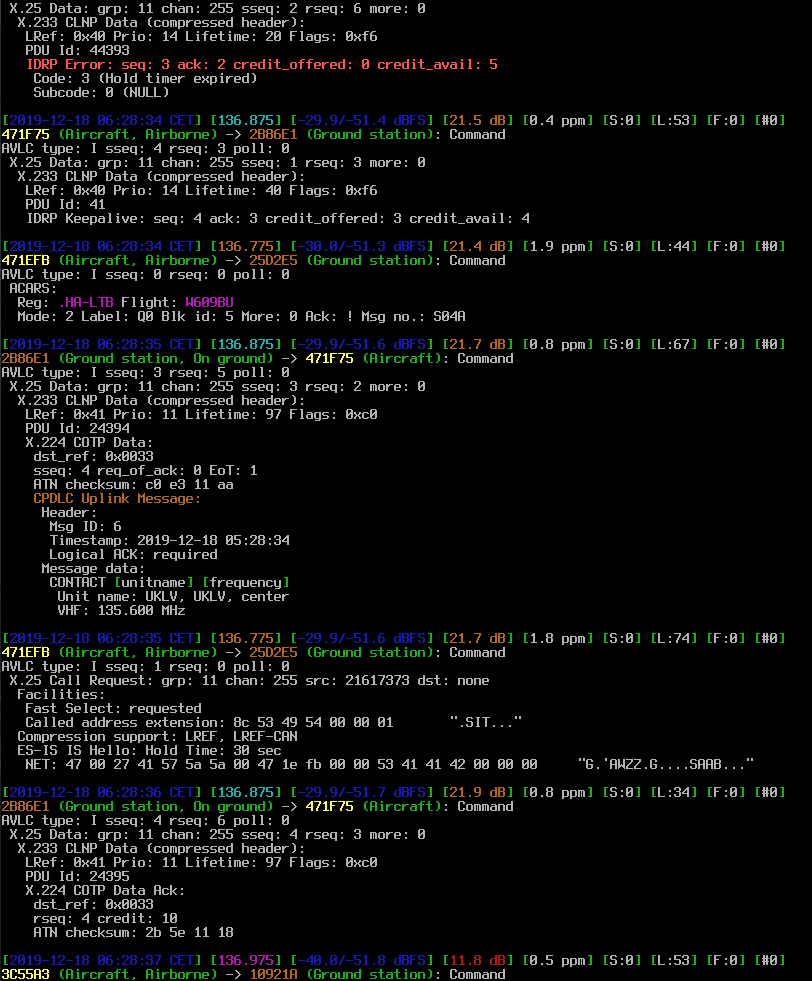 X.25 Data: grp: 11 chan: 255 sseq: 2 rseq: 6 more: 0
X.233 CLNP Data (compressed header):
LRef: 0x40 Prio: 14 Lifetime: 20 Flags: 0xf6
PDU Id: 44393
IDRP Error: seq: 3 ack: 2 credit_offered: 0 credit_avail: 5
Code: 3 (Hold timer expired)
Subcode: 0 (NULL)
[2019-12-18 06:28:34 CET] [136.875] [-29.9/-51.4 dBFS] [21.5 dB] [0.4 ppm] [S:0] [L:53] [F:0] [#0]
471F75 (Aircraft, Airborne) -> 2B86E1 (Ground station): Command
AVLC type: I sseq: 4 rseq: 3 poll: 0
X.25 Data: grp: 11 chan: 255 sseq: 1 rseq: 3 more: 0
X.233 CLNP Data (compressed header):
LRef: 0x40 Prio: 14 Lifetime: 40 Flags: 0xf6
PDU Id: 41
IDRP Keepalive: seq: 4 ack: 3 credit_offered: 3 credit_avail: 4
[2019-12-18 06:28:34 CET] [136.775] [-30.0/-51.3 dBFS] [21.4 dB] [1.9 ppm] [S:0] [L:44] [F:0] [#0]
471EFB (Aircraft, Airborne) -> 25D2E5 (Ground station): Command
AVLC type: I sseq: 0 rseq: 0 poll: 0
ACARS:
Reg: .HA-LTB Flight: W609BU
Mode: 2 Label: Q0 Blk id: 5 More: 0 Ack: ! Msg no.: S04A
[2019-12-18 06:28:35 CET] [136.875] [-29.9/-51.6 dBFS] [21.7 dB] [0.8 ppm] [S:0] [L:67] [F:0] [#0]
2B86E1 (Ground station, On ground) -> 471F75 (Aircraft): Command
AVLC type: I sseq: 3 rseq: 5 poll: 0
X.25 Data: grp: 11 chan: 255 sseq: 3 rseq: 2 more: 0
X.233 CLNP Data (compressed header):
LRef: 0x41 Prio: 11 Lifetime: 97 Flags: 0xc0
PDU Id: 24394
X.224 COTP Data:
dst_ref: 0x0033
sseq: 4 req_of_ack: 0 EoT: 1
ATN checksum: c0 e3 11 aa
CPDLC Uplink Message:
Header:
Msg ID: 6
Timestamp: 2019-12-18 05:28:34
Logical ACK: required
Message data:
CONTACT [unitname] [frequency]
Unit name: UKLV, UKLV, center
VHF: 135.600 MHz
[2019-12-18 06:28:35 CET] [136.775] [-29.9/-51.6 dBFS] [21.7 dB] [1.8 ppm] [S:0] [L:74] [F:0] [#0]
471EFB (Aircraft, Airborne) -> 25D2E5 (Ground station): Command
AVLC type: I sseq: 1 rseq: 0 poll: 0
X.25 Call Request: grp: 11 chan: 255 src: 21617373 dst: none
Facilities:
Fast Select: requested
Called address extension: 8c 53 49 54 00 00 01 ".SIT..."
Compression support: LREF, LREF-CAN
ES-IS IS Hello: Hold Time: 30 sec
NET: 47 00 27 41 57 5a 5a 00 47 1e fb 00 00 53 41 41 42 00 00 00 "G.'AWZZ.G....SAAB..."
[2019-12-18 06:28:36 CET] [136.875] [-29.9/-51.7 dBFS] [21.9 dB] [0.8 ppm] [S:0] [L:34] [F:0] [#0]
2B86E1 (Ground station, On ground) -> 471F75 (Aircraft): Command
AVLC type: I sseq: 4 rseq: 6 poll: 0
X.25 Data: grp: 11 chan: 255 sseq: 4 rseq: 3 more: 0
X.233 CLNP Data (compressed header):
LRef: 0x41 Prio: 11 Lifetime: 97 Flags: 0xc0
PDU Id: 24395
X.224 COTP Data Ack:
dst_ref: 0x0033
rseq: 4 credit: 10
ATN checksum: 2b 5e 11 18
[2019-12-18 06:28:37 CET] [136.975] [-40.0/-51.8 dBFS] [11.8 dB] [0.5 ppm] [S:0] [L:53] [F:0] [#0]
3C55A3 (Aircraft, Airborne) -> 10921A (Ground station): Command